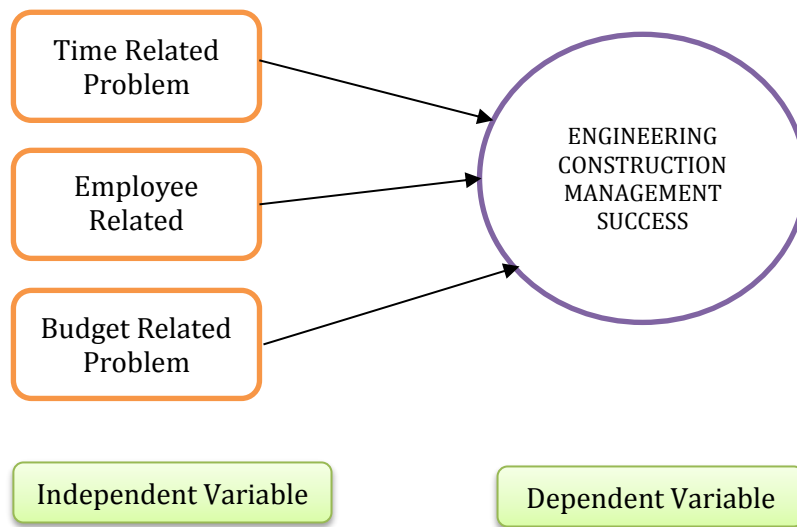 Time Related
Problem
Employee
Related
Budget Related
Problem
ENGINEERING
CONSTRUCTION
MANAGEMENT
SUCCESS
Independent Variable
Dependent Variable